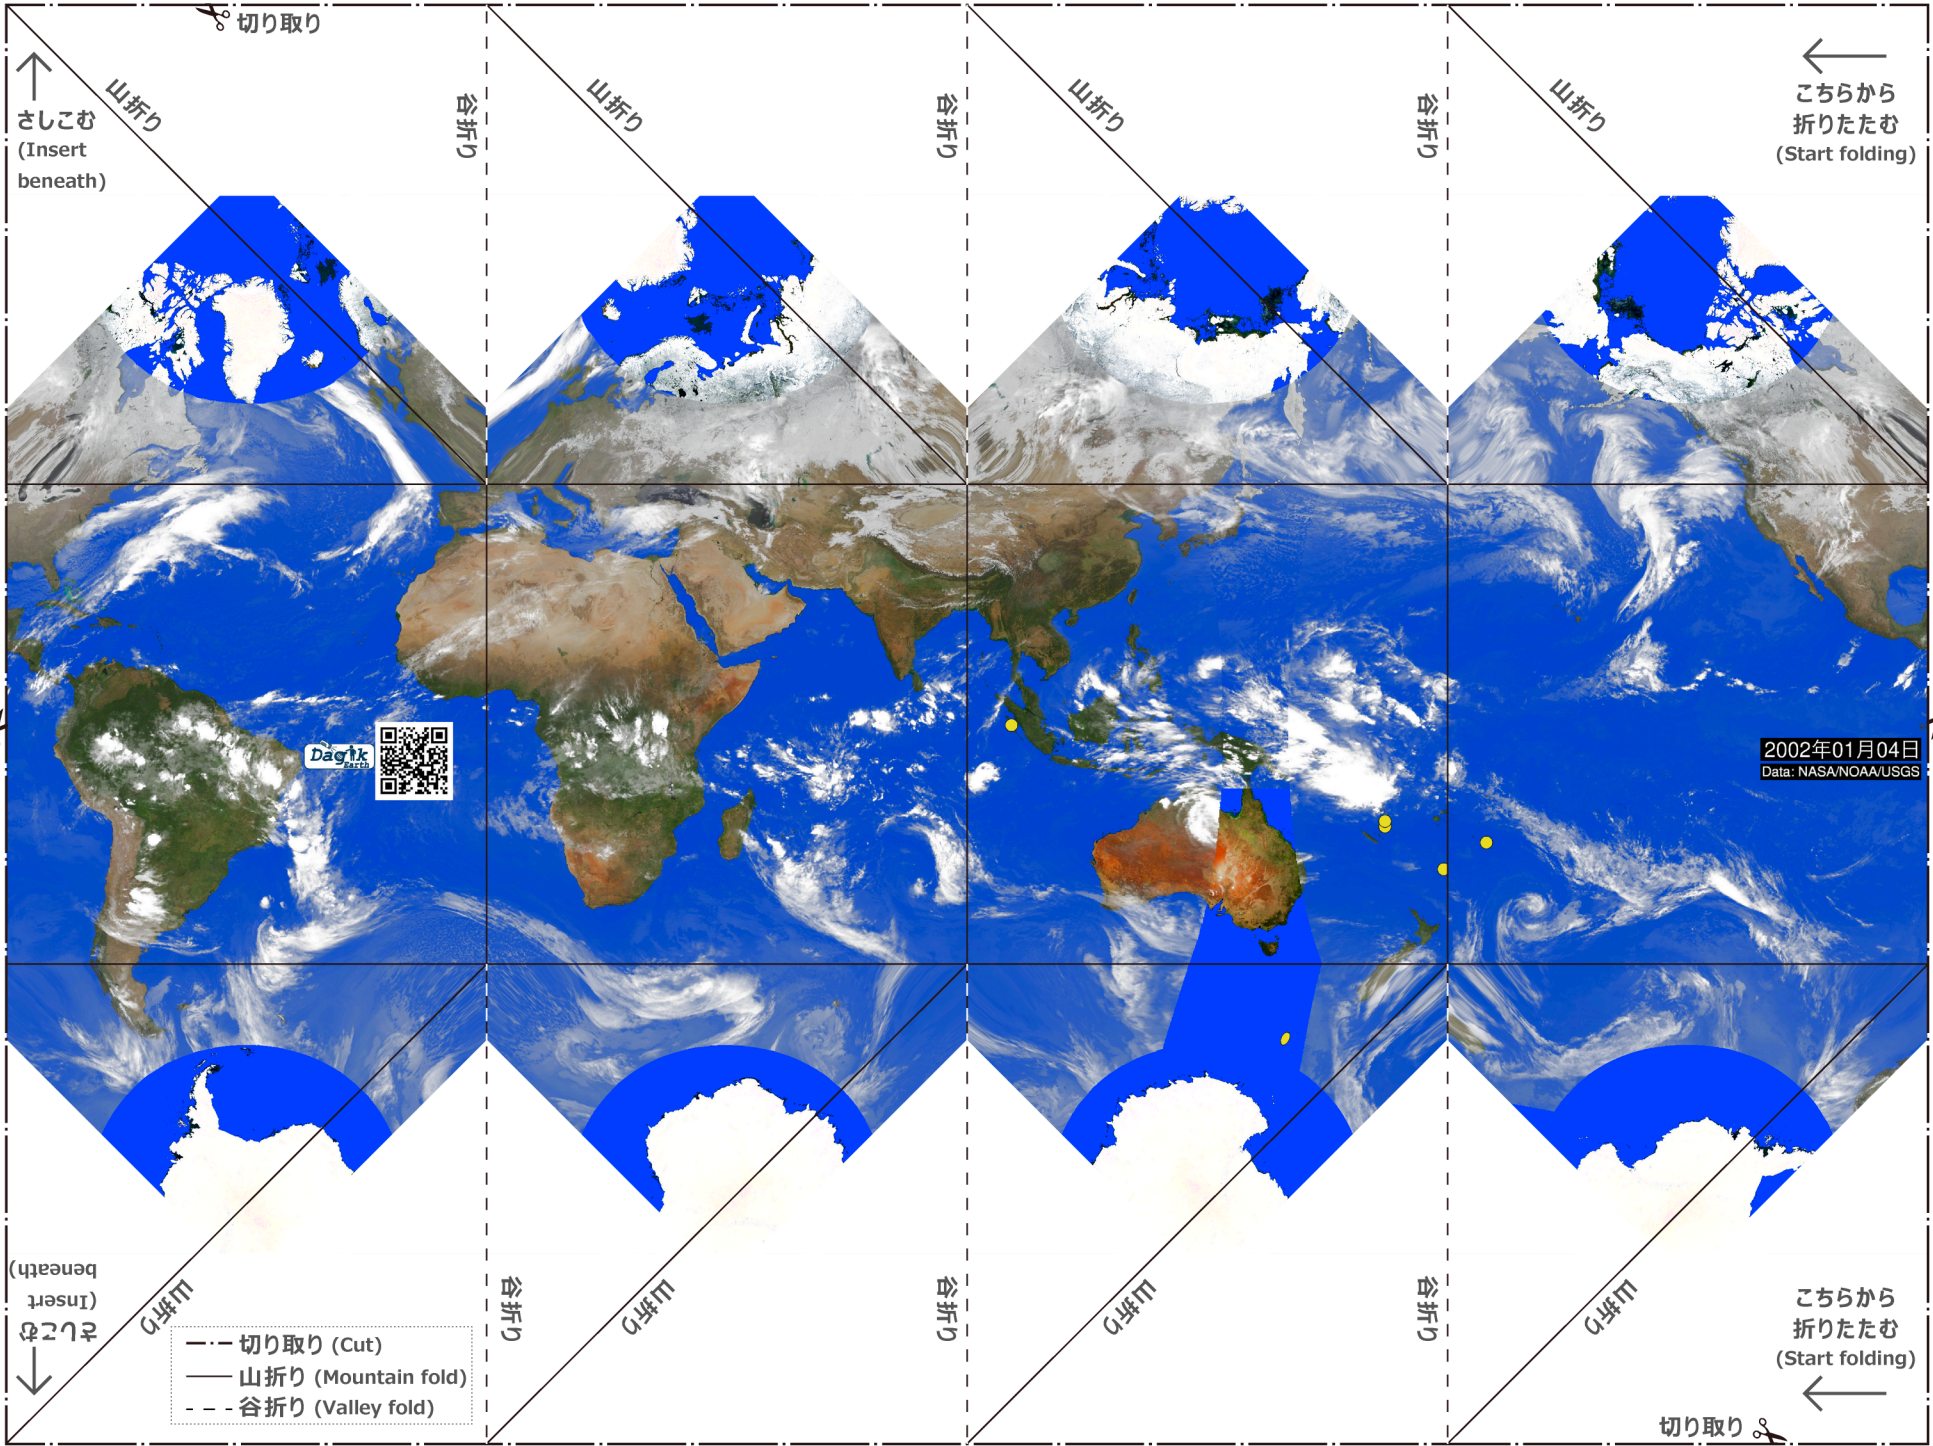 切り取り
山折り
谷折り
山折り
谷折り
山折り
谷折り
山折り
さしこむ
(Insert
beneath)
こちらから
折りたたむ
(Start folding)
Dagik
Earth
2002年01月04日
Data: NASA/NOAA/USGS
さしこむ
(Insert
beneath)
山折り
谷折り
山折り
谷折り
山折り
谷折り
山折り
切り取り (Cut)
山折り (Mountain fold)
谷折り (Valley fold)
こちらから
折りたたむ
(Start folding)
切り取り